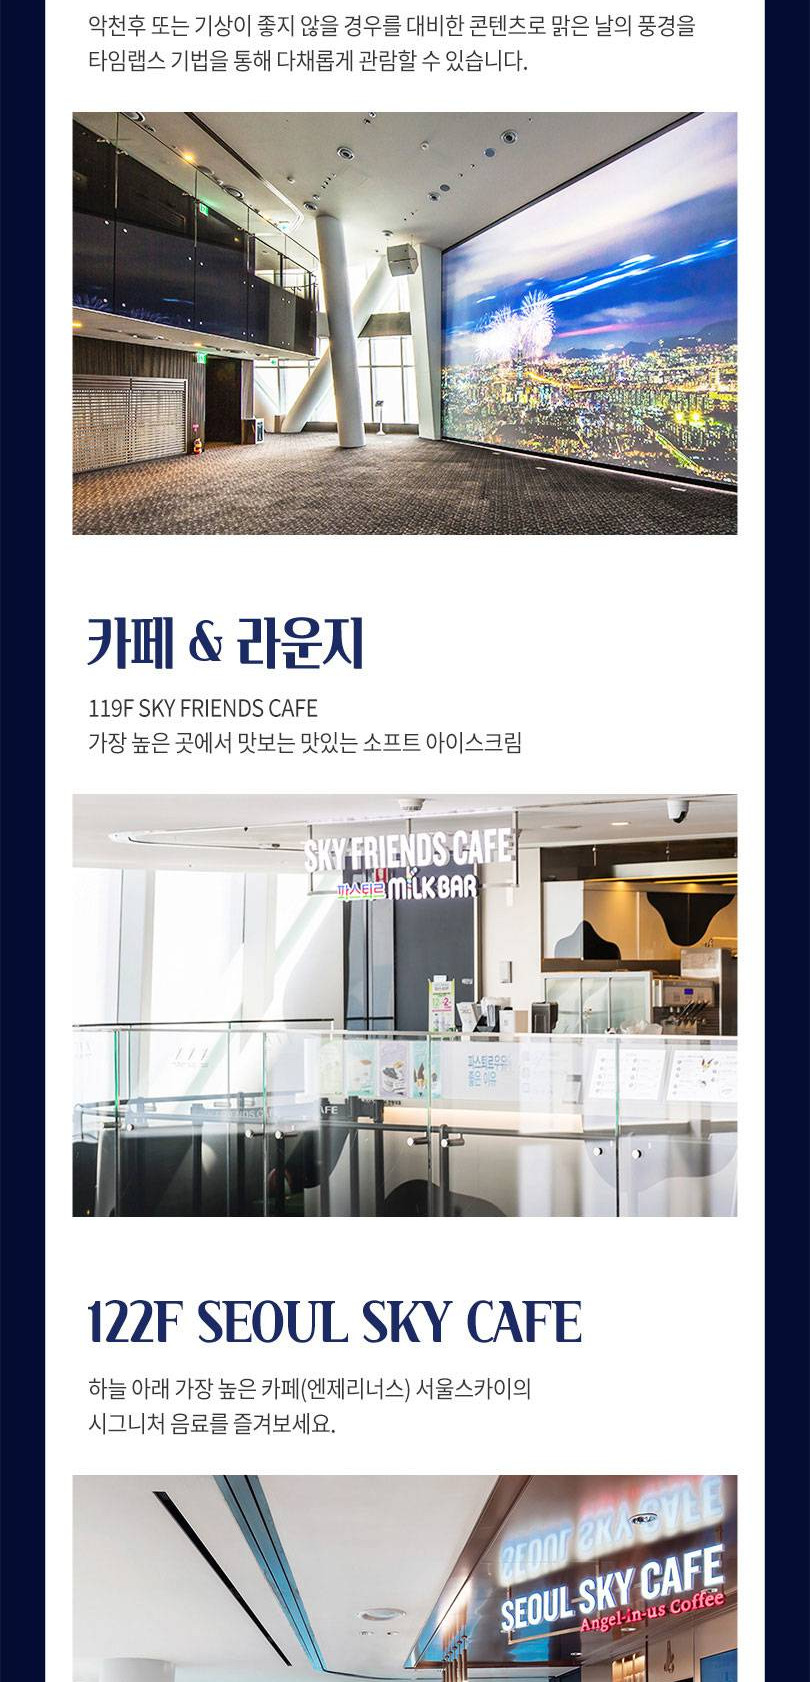 악천후 또는 기상이 좋지 않을 경우를 대비한 콘텐츠로 맑은 날의 풍경을
타임랩스 기법을 통해 다채롭게 관람할 수 있습니다.
카페 & 라운지
119F SKY FRIENDS CAFE
가장 높은 곳에서 맛보는 맛있는 소프트 아이스크림
SKY FRIENDS CAFE
파스퇴르 MILK BAR
122F SEOUL SKY CAFE
하늘 아래 가장 높은 카페(엔제리너스) 서울스카이의
시그니처 음료를 즐겨보세요.
SEOUL SKY CAFE
SEOUL SKY CAFE
Angel-in-us Coffee